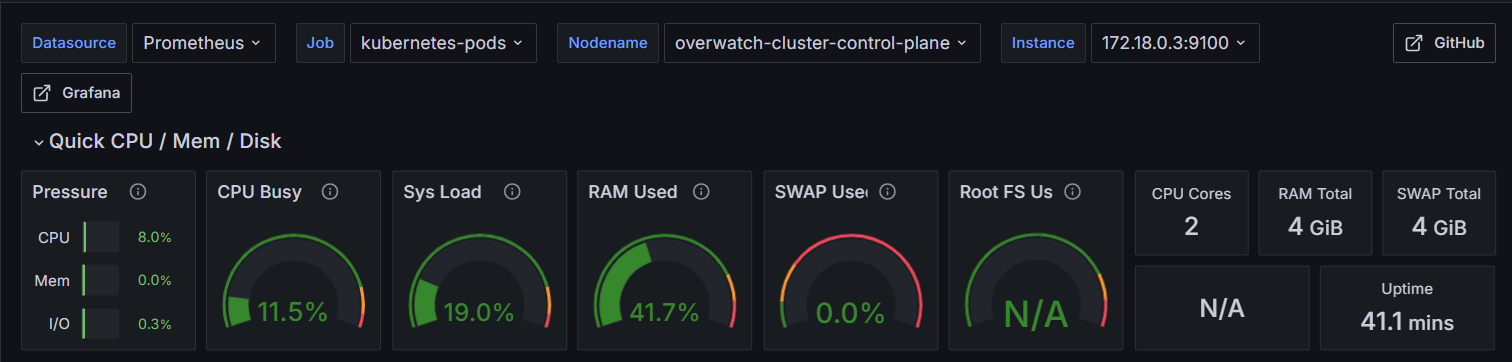 Datasource Prometheus Job kubernetes-pods Nodename overwatch-cluster-control-plane Instance 172.18.0.3:9100 GitHub
Grafana
Quick CPU / Mem / Disk
Pressure
CPU 8.0%
Mem 0.0%
I/O 0.3%
CPU Busy
11.5%
Sys Load
19.0%
RAM Used
41.7%
SWAP Used
0.0%
Root FS Us
N/A
CPU Cores
2
RAM Total
4 GiB
SWAP Total
4 GiB
N/A
Uptime
41.1 mins